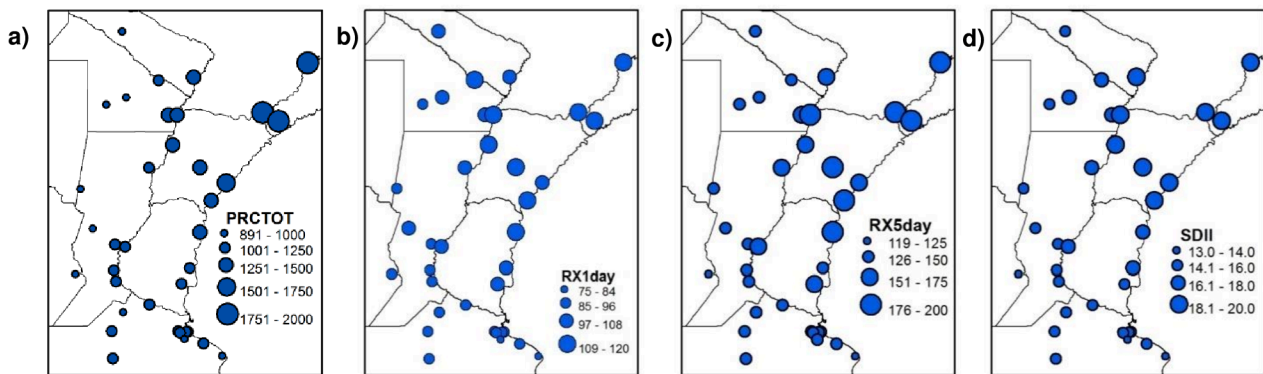 a)
PRCTOT
891 - 1000
1001 - 1250
1251 - 1500
1501 - 1750
1751 - 2000
b)
RX1day
75 - 84
85 - 96
97 - 108
109 - 120
c)
RX5day
119 - 125
126 - 150
151 - 175
176 - 200
d)
SDII
13.0 - 14.0
14.1 - 16.0
16.1 - 18.0
18.1 - 20.0